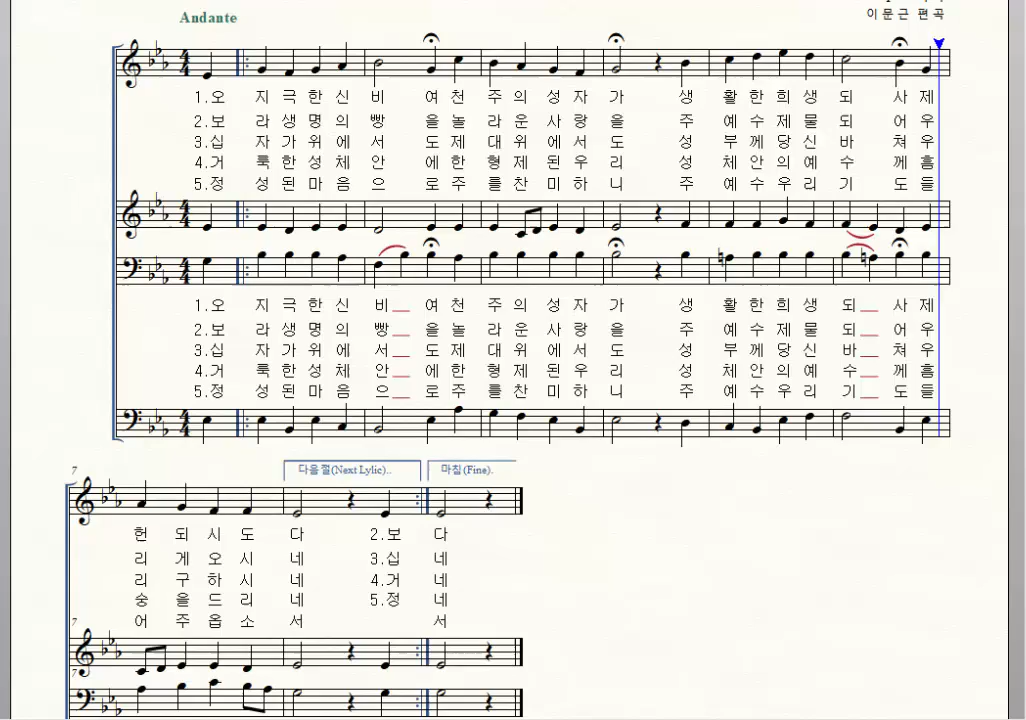 Andante
이 문 근 편 곡
1.오 지 극 한 신 비 여 천 주 의 성 자 가 생 활 한 희 생 되 사 제
2.보 라 생 명 의 빵 을 놀 라 운 사 랑 을 주 예 수 제 물 되 어 우
3.십 자 가 위 에 서 도 제 대 위 에 서 도 성 부 께 당 신 바 쳐 우
4.거 룩 한 성 체 안 에 한 형 제 된 우 리 성 체 안 의 예 수 께 흠
5.정 성 된 마 음 으 로 주 를 찬 미 하 니 주 예 수 우 리 기 도 들
1.오 지 극 한 신 비 여 천 주 의 성 자 가 생 활 한 희 생 되 사 제
2.보 라 생 명 의 빵 을 놀 라 운 사 랑 을 주 예 수 제 물 되 어 우
3.십 자 가 위 에 서 도 제 대 위 에 서 도 성 부 께 당 신 바 쳐 우
4.거 룩 한 성 체 안 에 한 형 제 된 우 리 성 체 안 의 예 수 께 흠
5.정 성 된 마 음 으 로 주 를 찬 미 하 니 주 예 수 우 리 기 도 들
7
다음절(Next Lylic).. 마침(Fine).
헌 되 시 도 다 2.보 다
리 게 오 시 네 3.십 네
리 구 하 시 네 4.거 네
숭 을 드 리 네 5.정 네
어 주 옵 소 서 서
7
7